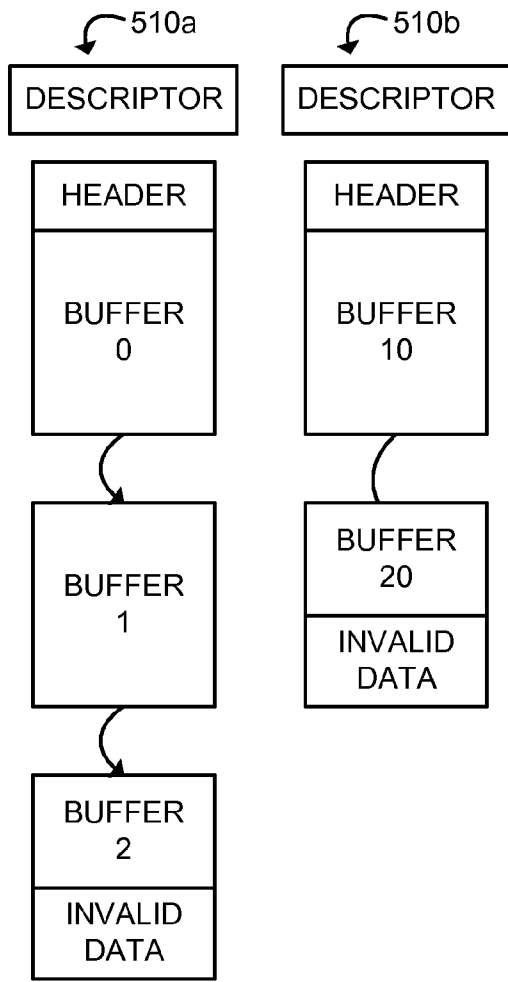 510a
DESCRIPTOR
HEADER
BUFFER
0
BUFFER
1
BUFFER
2
INVALID
DATA
510b
DESCRIPTOR
HEADER
BUFFER
10
BUFFER
20
INVALID
DATA